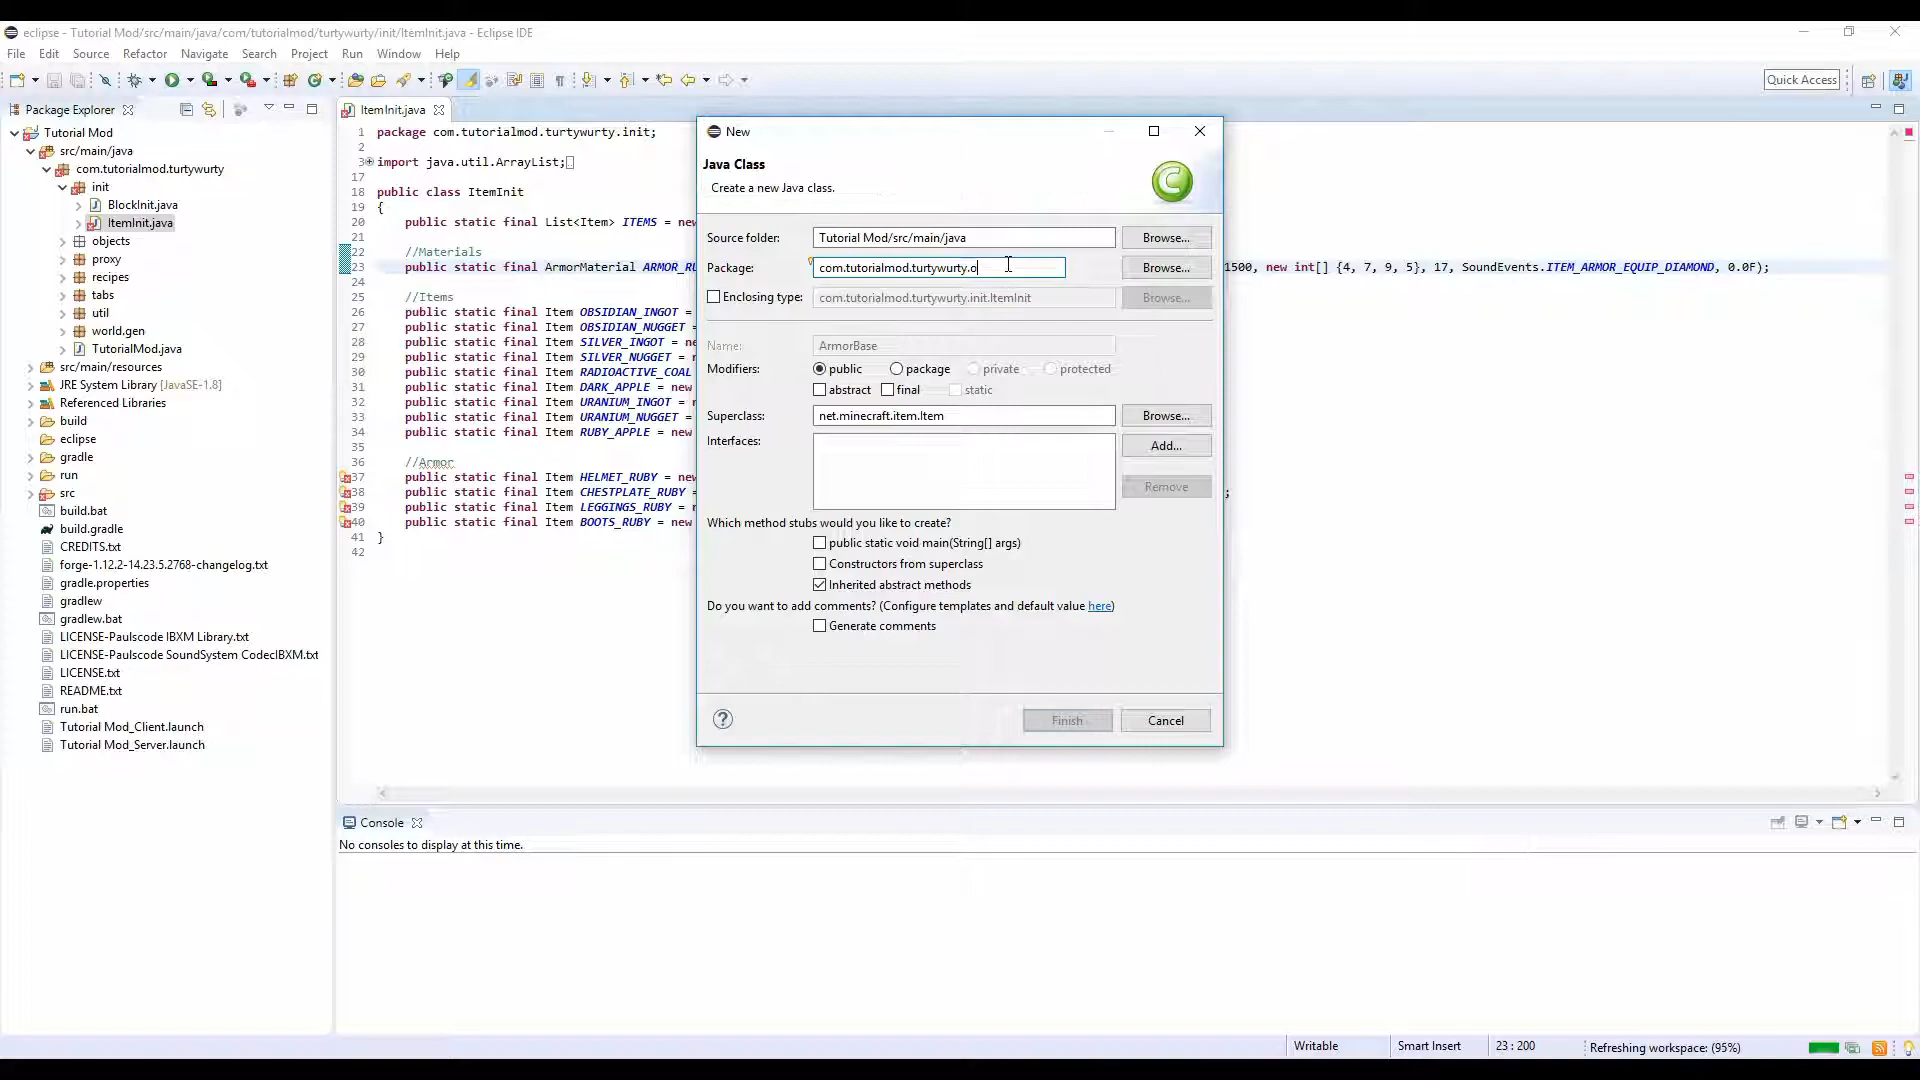 eclipse - Tutorial Mod/src/main/java/com/tutorialmod/turtywurty/init/ItemInit.java - Eclipse IDE
File Edit Source Refactor Navigate Search Project Run Window Help
Quick Access
Package Explorer
Tutorial Mod
src/main/java
com.tutorialmod.turtywurty
init
BlockInit.java
ItemInit.java
objects
proxy
recipes
tabs
util
world.gen
TutorialMod.java
src/main/resources
JRE System Library [JavaSE-1.8]
Referenced Libraries
build
eclipse
gradle
run
src
build.bat
build.gradle
CREDITS.txt
forge-1.12.2-14.23.5.2768-changelog.txt
gradle.properties
gradlew
gradlew.bat
LICENSE-Paulscode IBXM Library.txt
LICENSE-Paulscode SoundSystem CodecIBXM.txt
LICENSE.txt
README.txt
run.bat
Tutorial Mod_Client.launch
Tutorial Mod_Server.launch
ItemInit.java
1 package com.tutorialmod.turtywurty.init;
2
3 import java.util.ArrayList;
17
18 public class ItemInit
19 {
20 public static final List<Item> ITEMS = new
21
22 //Materials
23 public static final ArmorMaterial ARMOR_RU 1500, new int[] {4, 7, 9, 5}, 17, SoundEvents.ITEM_ARMOR_EQUIP_DIAMOND, 0.0F);
24
25 //Items
26 public static final Item OBSIDIAN_INGOT =
27 public static final Item OBSIDIAN_NUGGET =
28 public static final Item SILVER_INGOT = ne
29 public static final Item SILVER_NUGGET = n
30 public static final Item RADIOACTIVE_COAL
31 public static final Item DARK_APPLE = new
32 public static final Item URANIUM_INGOT = n
33 public static final Item URANIUM_NUGGET =
34 public static final Item RUBY_APPLE = new
35
36 //Armor
37 public static final Item HELMET_RUBY = new
38 public static final Item CHESTPLATE_RUBY = ;
39 public static final Item LEGGINGS_RUBY = n
40 public static final Item BOOTS_RUBY = new
41 }
42
New
Java Class
Create a new Java class.
Source folder: Tutorial Mod/src/main/java Browse...
Package: com.tutorialmod.turtywurty.o Browse...
Enclosing type: com.tutorialmod.turtywurty.init.ItemInit Browse...
Name: ArmorBase
Modifiers: public package private protected
abstract final static
Superclass: net.minecraft.item.Item Browse...
Interfaces: Add...
Remove
Which method stubs would you like to create?
public static void main(String[] args)
Constructors from superclass
Inherited abstract methods
Do you want to add comments? (Configure templates and default value here)
Generate comments
? Finish Cancel
Console
No consoles to display at this time.
Writable Smart Insert 23 : 200 Refreshing workspace: (95%)